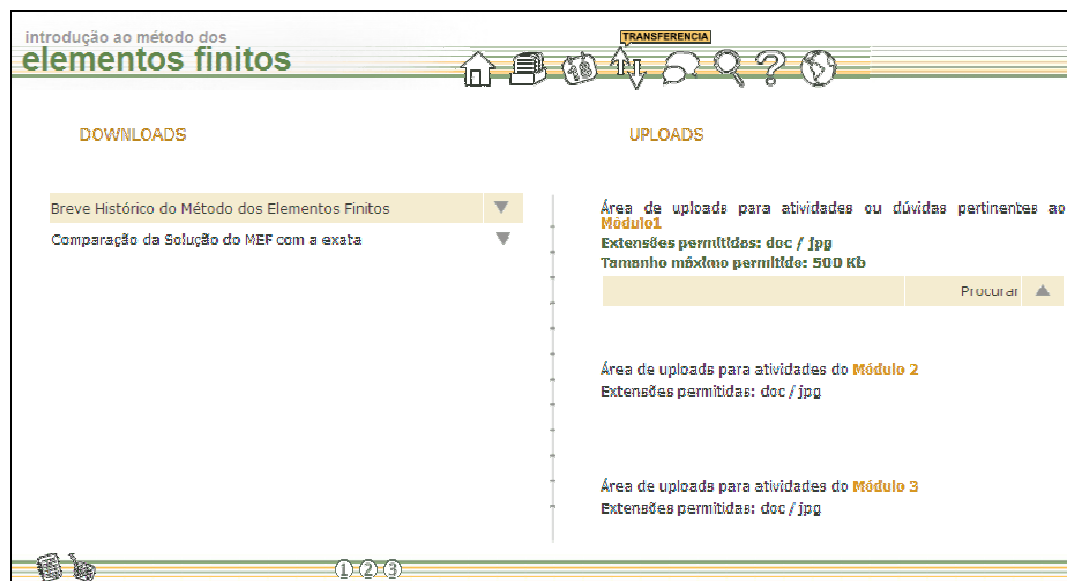 introdução ao método dos
elementos finitos
TRANSFERENCIA
18
DOWNLOADS
Breve Histórico do Método dos Elementos Finitos
Comparação da Solução do MEF com a exata
UPLOADS
Área de uploads para atividades ou dúvidas pertinentes ao
Módulo1
Extensões permitidas: doc / jpg
Tamanho máximo permitido: 500 Kb
Procurar
Área de uploads para atividades do Módulo 2
Extensões permitidas: doc / jpg
Área de uploads para atividades do Módulo 3
Extensões permitidas: doc / jpg
1 2 3